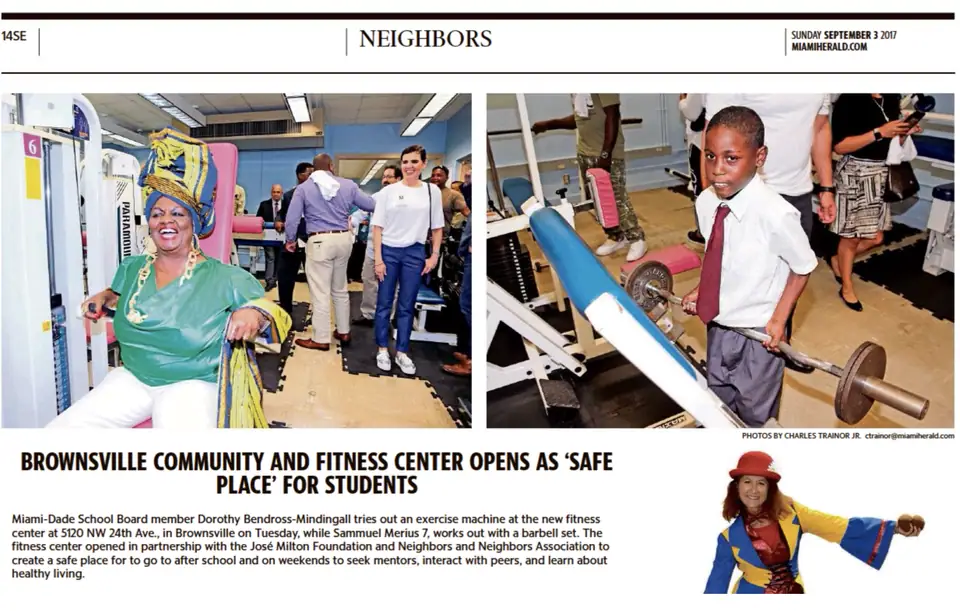 14SE
NEIGHBORS
SUNDAY SEPTEMBER 3 2017
MIAMIHERALD.COM
6
PARAMOU
PHOTOS BY CHARLES TRAINOR JR. ctrainor@miamiherald.com
BROWNSVILLE COMMUNITY AND FITNESS CENTER OPENS AS ‘SAFE
PLACE’ FOR STUDENTS
Miami-Dade School Board member Dorothy Bendross-Mindingall tries out an exercise machine at the new fitness
center at 5120 NW 24th Ave., in Brownsville on Tuesday, while Sammuel Merius 7, works out with a barbell set. The
fitness center opened in partnership with the José Milton Foundation and Neighbors and Neighbors Association to
create a safe place for to go to after school and on weekends to seek mentors, interact with peers, and learn about
healthy living.